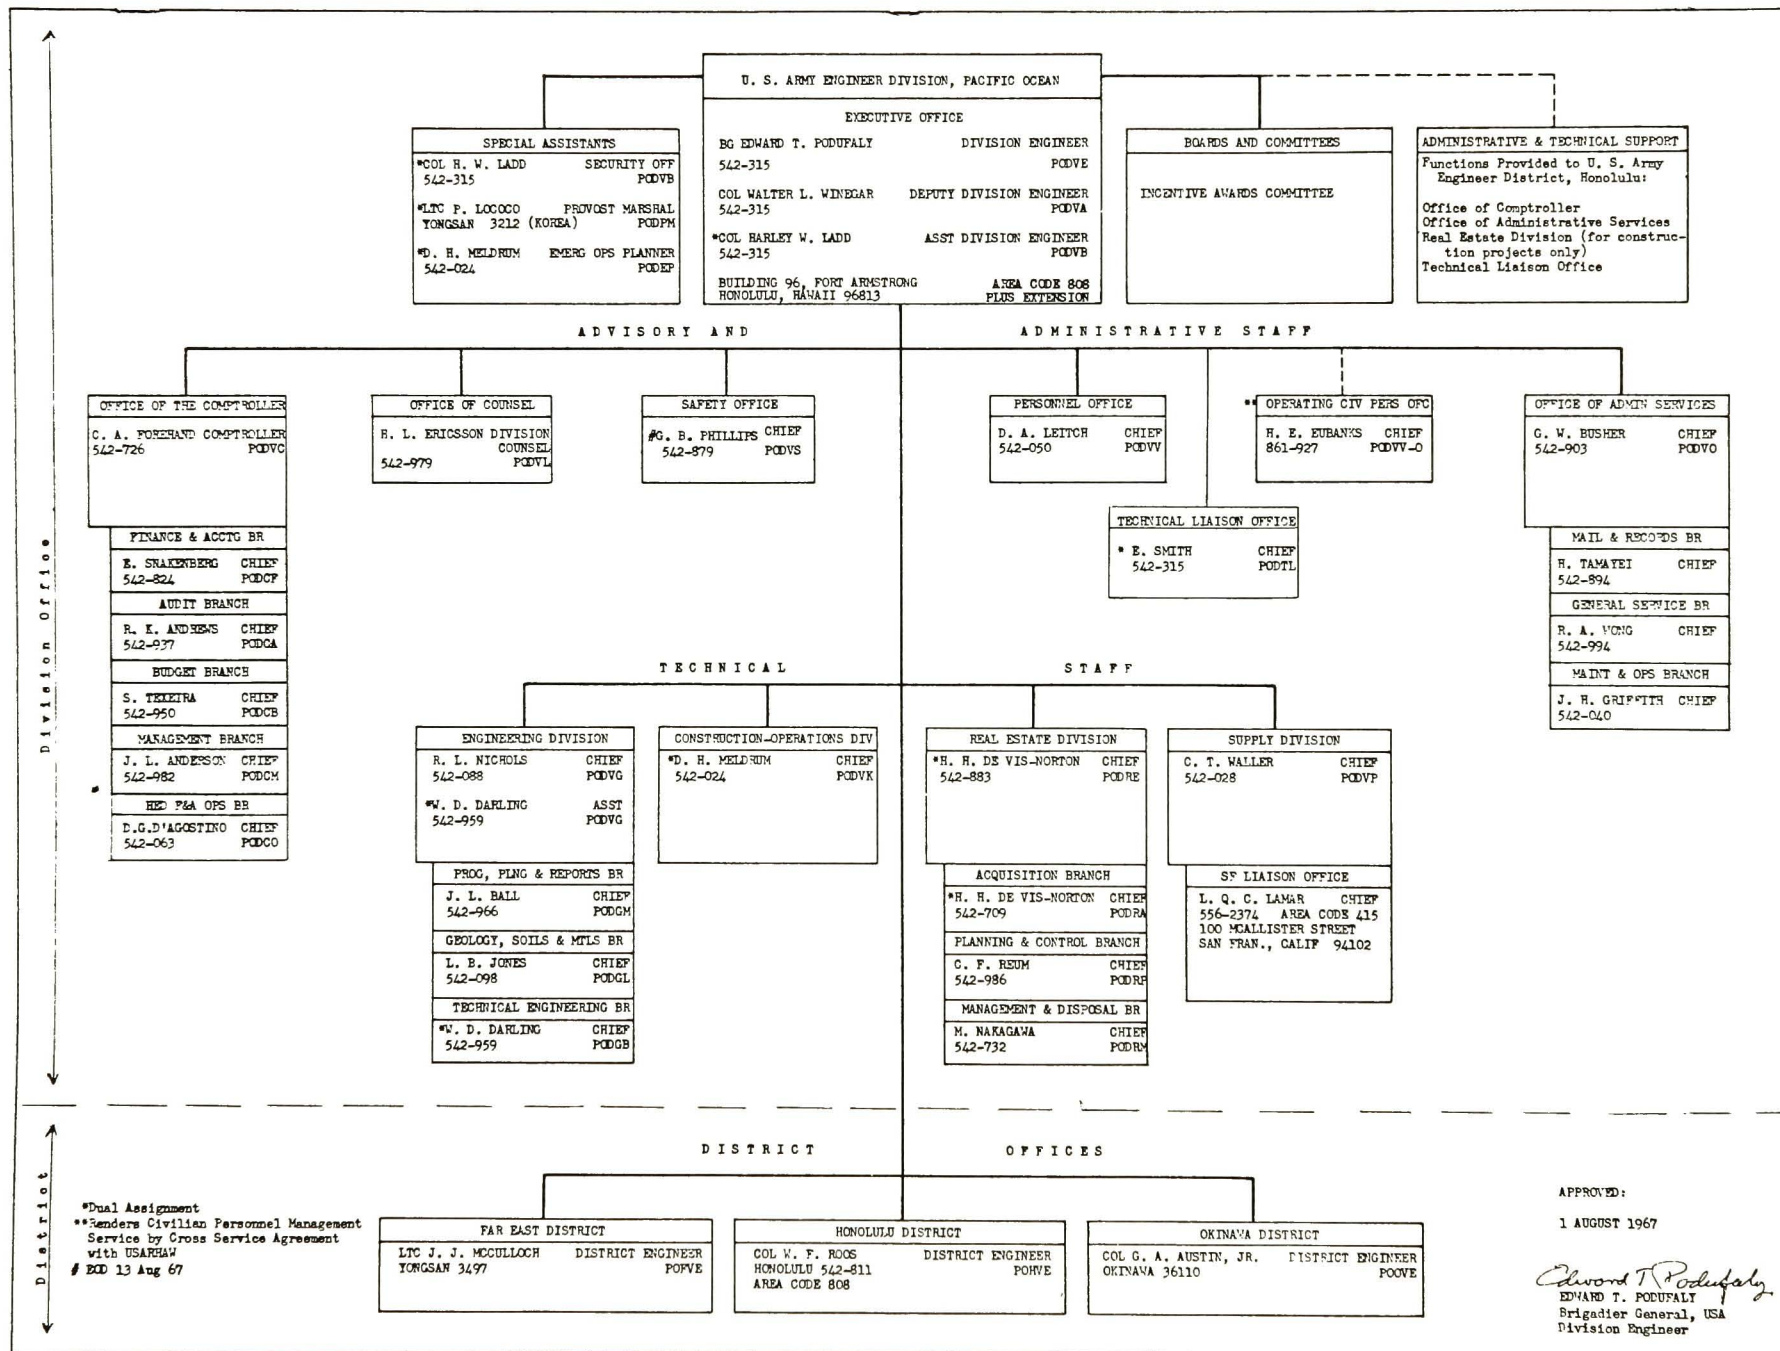 U. S. ARMY ENGINEER DIVISION, PACIFIC OCEAN
EXECUTIVE OFFICE
BG EDWARD T. PODUFALY DIVISION ENGINEER
542-315 PODVE
COL WALTER L. WINEGAR DEPUTY DIVISION ENGINEER
542-315 PODVA
*COL HARLEY W. LADD ASST DIVISION ENGINEER
542-315 PODVB
BUILDING 96, FORT ARMSTRONG AREA CODE 808
HONOLULU, HAWAII 96813 PLUS EXTENSION
SPECIAL ASSISTANTS
*COL H. W. LADD SECURITY OFF
542-315 PODVB
*LTC P. LOCOCO PROVOST MARSHAL
YONGSAN 3212 (KOREA) PODPM
*D. H. MELDRUM EMERG OPS PLANNER
542-024 PODEP
BOARDS AND COMMITTEES
INCENTIVE AWARDS COMMITTEE
ADMINISTRATIVE & TECHNICAL SUPPORT
Functions Provided to U. S. Army
Engineer District, Honolulu:
Office of Comptroller
Office of Administrative Services
Real Estate Division (for construc-
tion projects only)
Technical Liaison Office
ADVISORY AND ADMINISTRATIVE STAFF
OFFICE OF THE COMPTROLLER
C. A. FOREHAND COMPTROLLER
542-726 PODVC
FINANCE & ACCTG BR
E. SNAKENBERG CHIEF
542-824 PODCF
AUDIT BRANCH
R. K. ANDREWS CHIEF
542-937 PODCA
BUDGET BRANCH
S. TEXEIRA CHIEF
542-950 PODCB
MANAGEMENT BRANCH
J. L. ANDERSON CHIEF
542-982 PODCM
*
HED F&A OPS BR
D.G.D'AGOSTINO CHIEF
542-063 PODCO
OFFICE OF COUNSEL
H. L. ERICSSON DIVISION
COUNSEL
542-979 PODVL
SAFETY OFFICE
#G. B. PHILLIPS CHIEF
542-879 PODVS
PERSONNEL OFFICE
D. A. LEITCH CHIEF
542-050 PODVV
** OPERATING CIV PERS OFC
H. E. EUBANKS CHIEF
861-927 PODVV-O
TECHNICAL LIAISON OFFICE
* E. SMITH CHIEF
542-315 PODTL
OFFICE OF ADMIN SERVICES
G. W. BUSHER CHIEF
542-903 PODVO
MAIL & RECORDS BR
H. TAMAYEI CHIEF
542-894
GENERAL SERVICE BR
R. A. WONG CHIEF
542-994
MAINT & OPS BRANCH
J. H. GRIFFITH CHIEF
542-040
TECHNICAL STAFF
ENGINEERING DIVISION
R. L. NICHOLS CHIEF
542-088 PODVG
*W. D. DARLING ASST
542-959 PODVG
PROG, PLNG & REPORTS BR
J. L. BALL CHIEF
542-966 PODGM
GEOLOGY, SOILS & MTLS BR
L. B. JONES CHIEF
542-098 PODGL
TECHNICAL ENGINEERING BR
*W. D. DARLING CHIEF
542-959 PODGB
CONSTRUCTION-OPERATIONS DIV
*D. H. MELDRUM CHIEF
542-024 PODVK
REAL ESTATE DIVISION
*H. H. DE VIS-NORTON CHIEF
542-883 PODRE
ACQUISITION BRANCH
*H. H. DE VIS-NORTON CHIEF
542-709 PODRA
PLANNING & CONTROL BRANCH
C. F. REUM CHIEF
542-986 PODRP
MANAGEMENT & DISPOSAL BR
M. NAKAGAWA CHIEF
542-732 PODRM
SUPPLY DIVISION
C. T. WALLER CHIEF
542-028 PODVP
SF LIAISON OFFICE
L. Q. C. LAMAR CHIEF
556-2374 AREA CODE 415
100 MCALLISTER STREET
SAN FRAN., CALIF 94102
Division Office
DISTRICT OFFICES
District
*Dual Assignment
**Renders Civilian Personnel Management
Service by Cross Service Agreement
with USARHAW
# EOD 13 Aug 67
FAR EAST DISTRICT
LTC J. J. MCCULLOCH DISTRICT ENGINEER
YONGSAN 3497 POFVE
HONOLULU DISTRICT
COL W. F. ROOS DISTRICT ENGINEER
HONOLULU 542-811 POHVE
AREA CODE 808
OKINAWA DISTRICT
COL G. A. AUSTIN, JR. DISTRICT ENGINEER
OKINAWA 36110 POOVE
APPROVED:
1 AUGUST 1967
Edward T Podufaly
EDWARD T. PODUFALY
Brigadier General, USA
Division Engineer